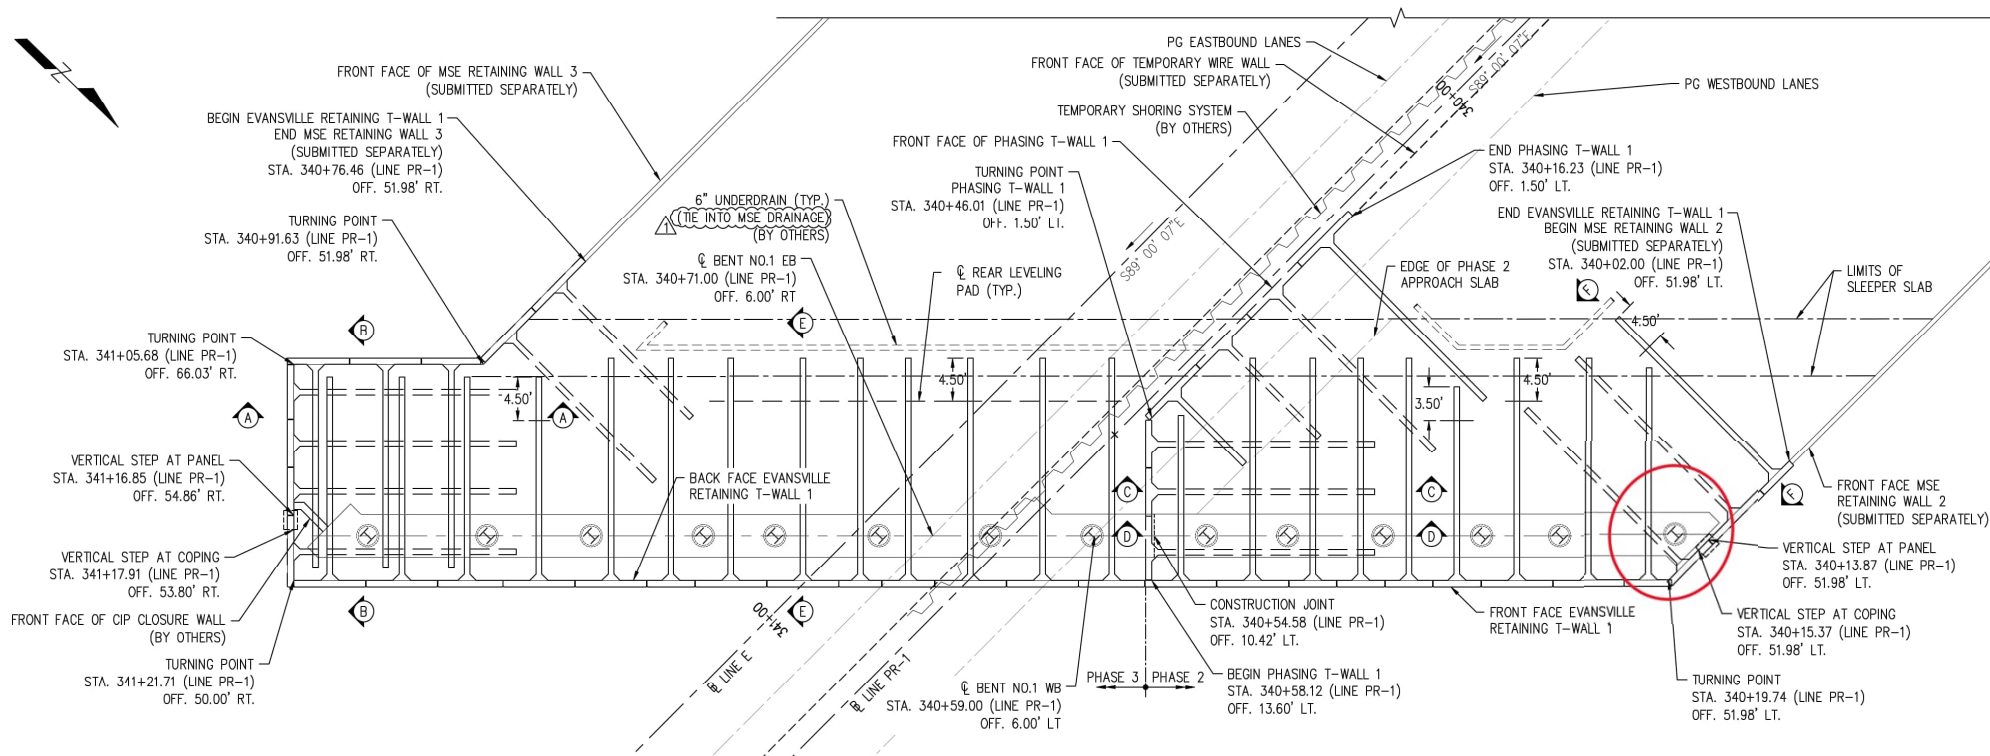 N
FRONT FACE OF MSE RETAINING WALL 3
(SUBMITTED SEPARATELY)
BEGIN EVANSVILLE RETAINING T-WALL 1
END MSE RETAINING WALL 3
(SUBMITTED SEPARATELY)
STA. 340+76.46 (LINE PR-1)
OFF. 51.98' RT.
TURNING POINT
STA. 340+91.63 (LINE PR-1)
OFF. 51.98' RT.
TURNING POINT
STA. 341+05.68 (LINE PR-1)
OFF. 66.03' RT.
VERTICAL STEP AT PANEL
STA. 341+16.85 (LINE PR-1)
OFF. 54.86' RT.
VERTICAL STEP AT COPING
STA. 341+17.91 (LINE PR-1)
OFF. 53.80' RT.
FRONT FACE OF CIP CLOSURE WALL
(BY OTHERS)
TURNING POINT
STA. 341+21.71 (LINE PR-1)
OFF. 50.00' RT.
6" UNDERDRAIN (TYP.)
(TIE INTO MSE DRAINAGE)
(BY OTHERS)
1
℄ BENT NO.1 EB
STA. 340+71.00 (LINE PR-1)
OFF. 6.00' RT
℄ REAR LEVELING
PAD (TYP.)
PG EASTBOUND LANES
FRONT FACE OF TEMPORARY WIRE WALL
(SUBMITTED SEPARATELY)
TEMPORARY SHORING SYSTEM
(BY OTHERS)
FRONT FACE OF PHASING T-WALL 1
TURNING POINT
PHASING T-WALL 1
STA. 340+46.01 (LINE PR-1)
OFF. 1.50' LT.
S89° 00' 07"E
S89° 00' 07"E
340+00
PG WESTBOUND LANES
END PHASING T-WALL 1
STA. 340+16.23 (LINE PR-1)
OFF. 1.50' LT.
END EVANSVILLE RETAINING T-WALL 1
BEGIN MSE RETAINING WALL 2
(SUBMITTED SEPARATELY)
STA. 340+02.00 (LINE PR-1)
OFF. 51.98' LT.
EDGE OF PHASE 2
APPROACH SLAB
LIMITS OF
SLEEPER SLAB
F
4.50'
B
E
4.50'
4.50'
3.50'
4.50'
A
A
BACK FACE EVANSVILLE
RETAINING T-WALL 1
C
C
D
D
F
FRONT FACE MSE
RETAINING WALL 2
(SUBMITTED SEPARATELY)
VERTICAL STEP AT PANEL
STA. 340+13.87 (LINE PR-1)
OFF. 51.98' LT.
VERTICAL STEP AT COPING
STA. 340+15.37 (LINE PR-1)
OFF. 51.98' LT.
TURNING POINT
STA. 340+19.74 (LINE PR-1)
OFF. 51.98' LT.
B
E
341+00
LINE E
LINE PR-1
℄ BENT NO.1 WB
STA. 340+59.00 (LINE PR-1)
OFF. 6.00' LT
PHASE 3
PHASE 2
CONSTRUCTION JOINT
STA. 340+54.58 (LINE PR-1)
OFF. 10.42' LT.
BEGIN PHASING T-WALL 1
STA. 340+58.12 (LINE PR-1)
OFF. 13.60' LT.
FRONT FACE EVANSVILLE
RETAINING T-WALL 1